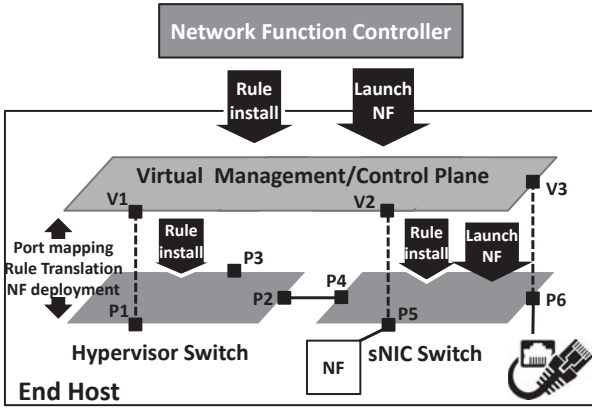 Network Function Controller
Rule install
Launch NF
Virtual Management/Control Plane
V1
V2
V3
Port mapping
Rule Translation
NF deployment
Rule install
P3
Rule install
Launch NF
P2
P4
P6
P1
P5
Hypervisor Switch
sNIC Switch
NF
End Host